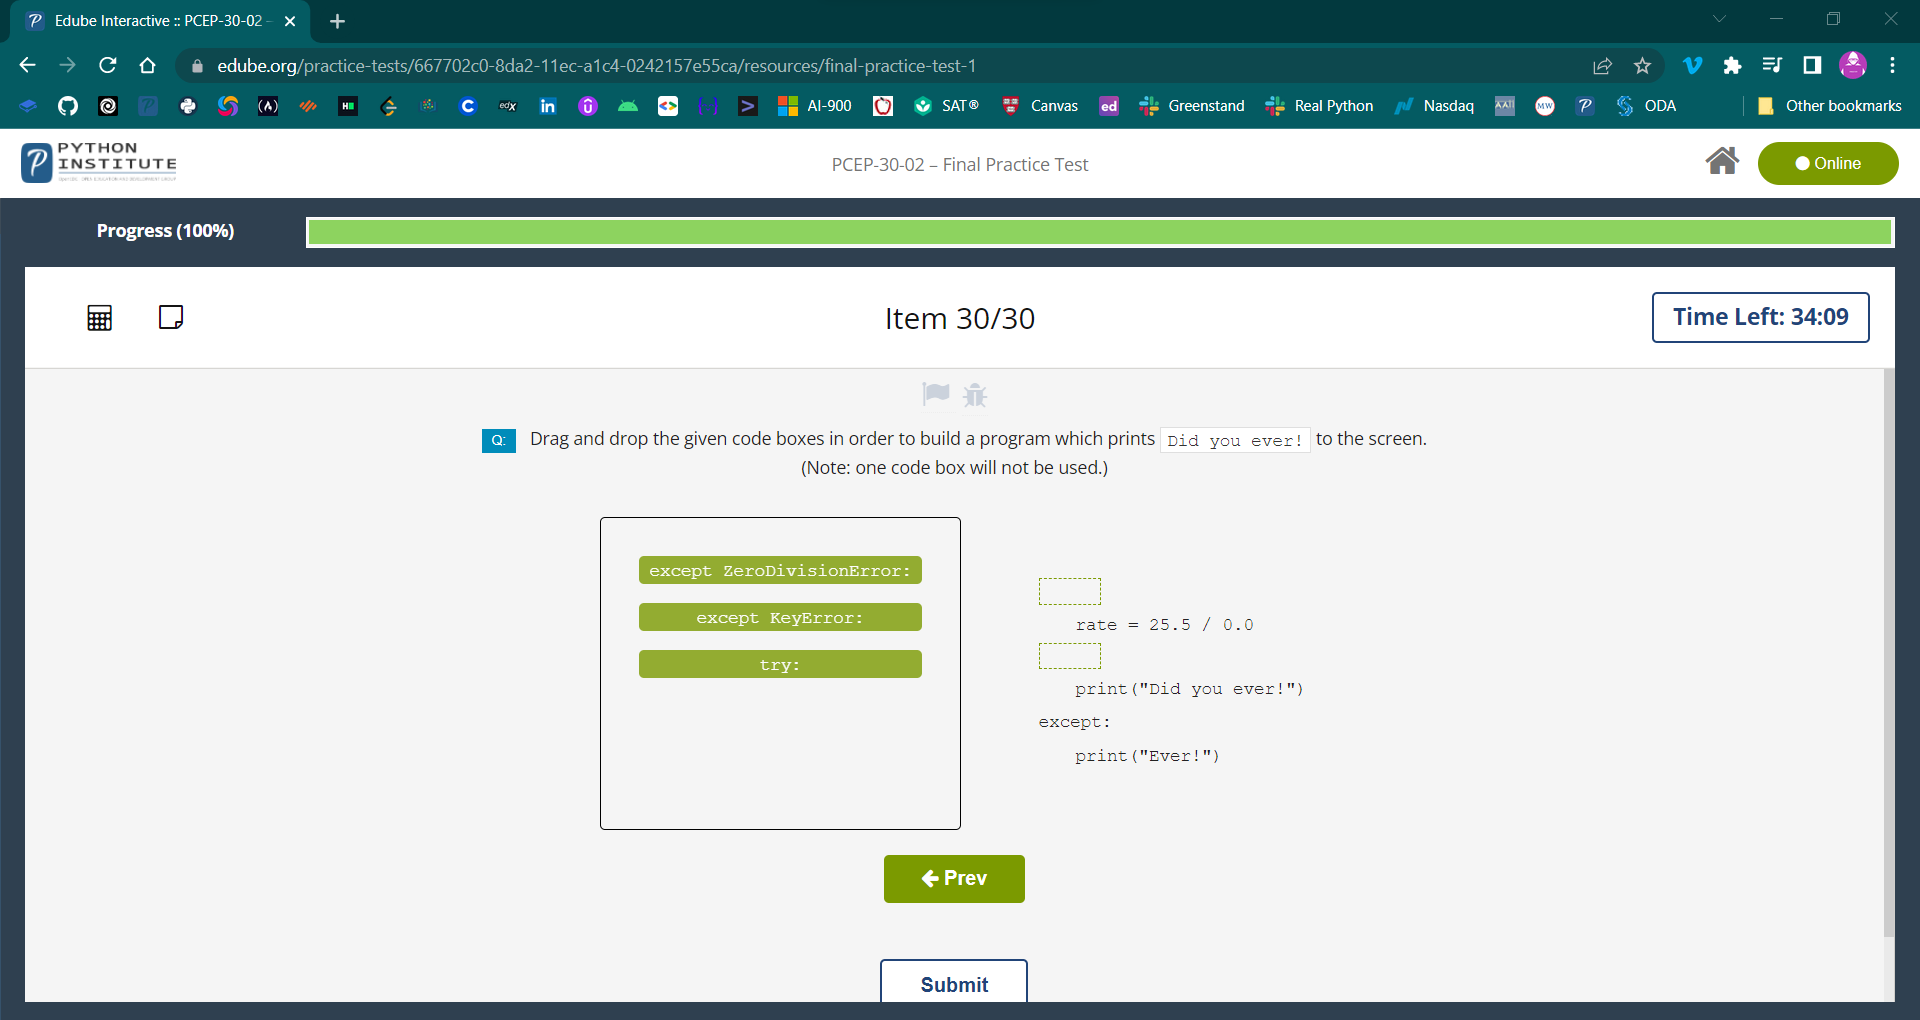 Edube Interactive :: PCEP-30-02 –
edube.org/practice-tests/667702c0-8da2-11ec-a1c4-0242157e55ca/resources/final-practice-test-1
AI-900 SAT® Canvas ed Greenstand Real Python Nasdaq ODA Other bookmarks
PYTHON
INSTITUTE
PCEP-30-02 – Final Practice Test
Online
Progress (100%)
Item 30/30
Time Left: 34:09
Q: Drag and drop the given code boxes in order to build a program which prints Did you ever! to the screen.
(Note: one code box will not be used.)
except ZeroDivisionError:
except KeyError:
try:
rate = 25.5 / 0.0
print("Did you ever!")
except:
print("Ever!")
Prev
Submit